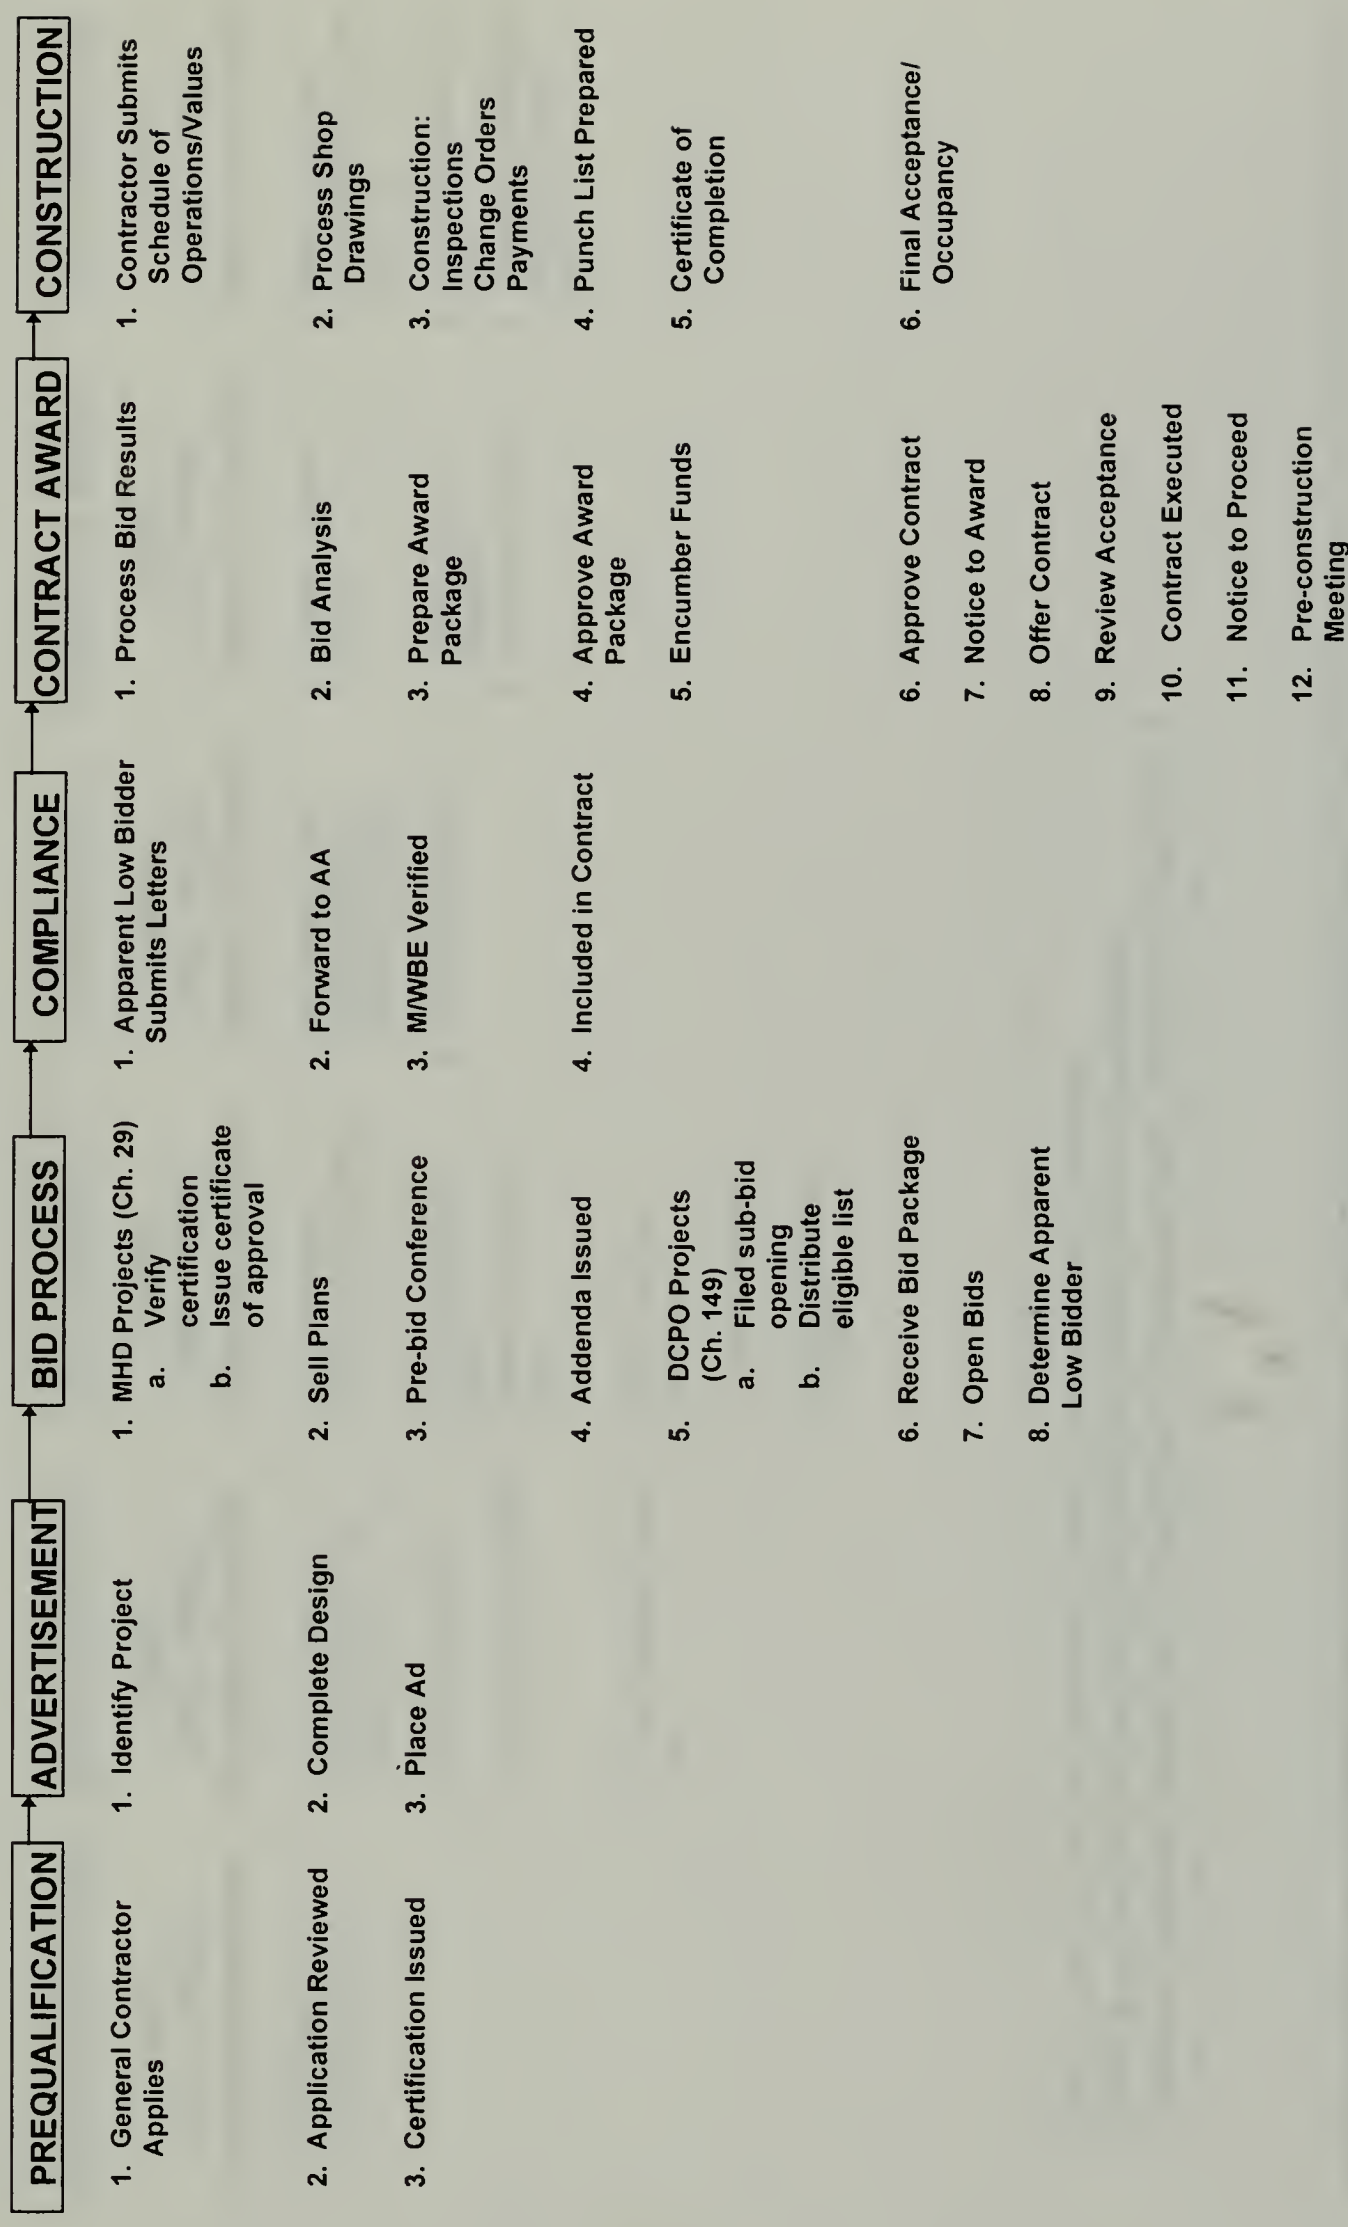 PREQUALIFICATION
1. General Contractor
Applies
2. Application Reviewed
3. Certification Issued
ADVERTISEMENT
1. Identify Project
2. Complete Design
3. Place Ad
BID PROCESS
1. MHD Projects (Ch. 29)
a. Verify
certification
b. Issue certificate
of approval
2. Sell Plans
3. Pre-bid Conference
4. Addenda Issued
5. DCPO Projects
(Ch. 149)
a. Filed sub-bid
opening
b. Distribute
eligible list
6. Receive Bid Package
7. Open Bids
8. Determine Apparent
Low Bidder
COMPLIANCE
1. Apparent Low Bidder
Submits Letters
2. Forward to AA
3. M/WBE Verified
4. Included in Contract
CONTRACT AWARD
1. Process Bid Results
2. Bid Analysis
3. Prepare Award
Package
4. Approve Award
Package
5. Encumber Funds
6. Approve Contract
7. Notice to Award
8. Offer Contract
9. Review Acceptance
10. Contract Executed
11. Notice to Proceed
12. Pre-construction
Meeting
CONSTRUCTION
1. Contractor Submits
Schedule of
Operations/Values
2. Process Shop
Drawings
3. Construction:
Inspections
Change Orders
Payments
4. Punch List Prepared
5. Certificate of
Completion
6. Final Acceptance/
Occupancy